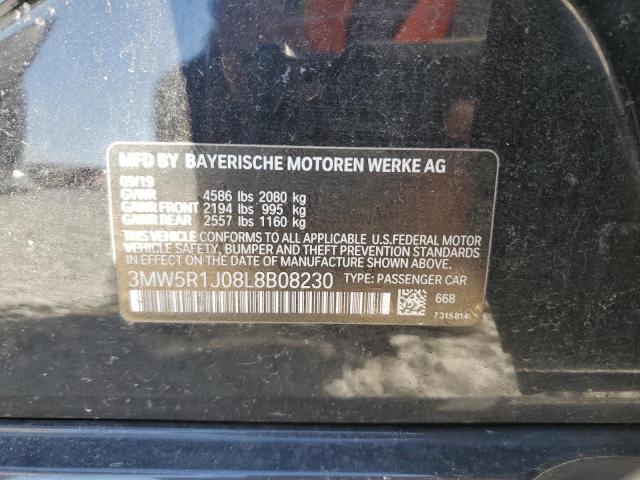 MFD BY BAYERISCHE MOTOREN WERKE AG
09/19
GVWR 4586 lbs 2080 kg
GAWR FRONT 2194 lbs 995 kg
GAWR REAR 2557 lbs 1160 kg
THIS VEHICLE CONFORMS TO ALL APPLICABLE U.S.FEDERAL MOTOR
VEHICLE SAFETY, BUMPER AND THEFT PREVENTION STANDARDS
IN EFFECT ON THE DATE OF MANUFACTURE SHOWN ABOVE.
3MW5R1J08L8B08230 TYPE: PASSENGER CAR
668